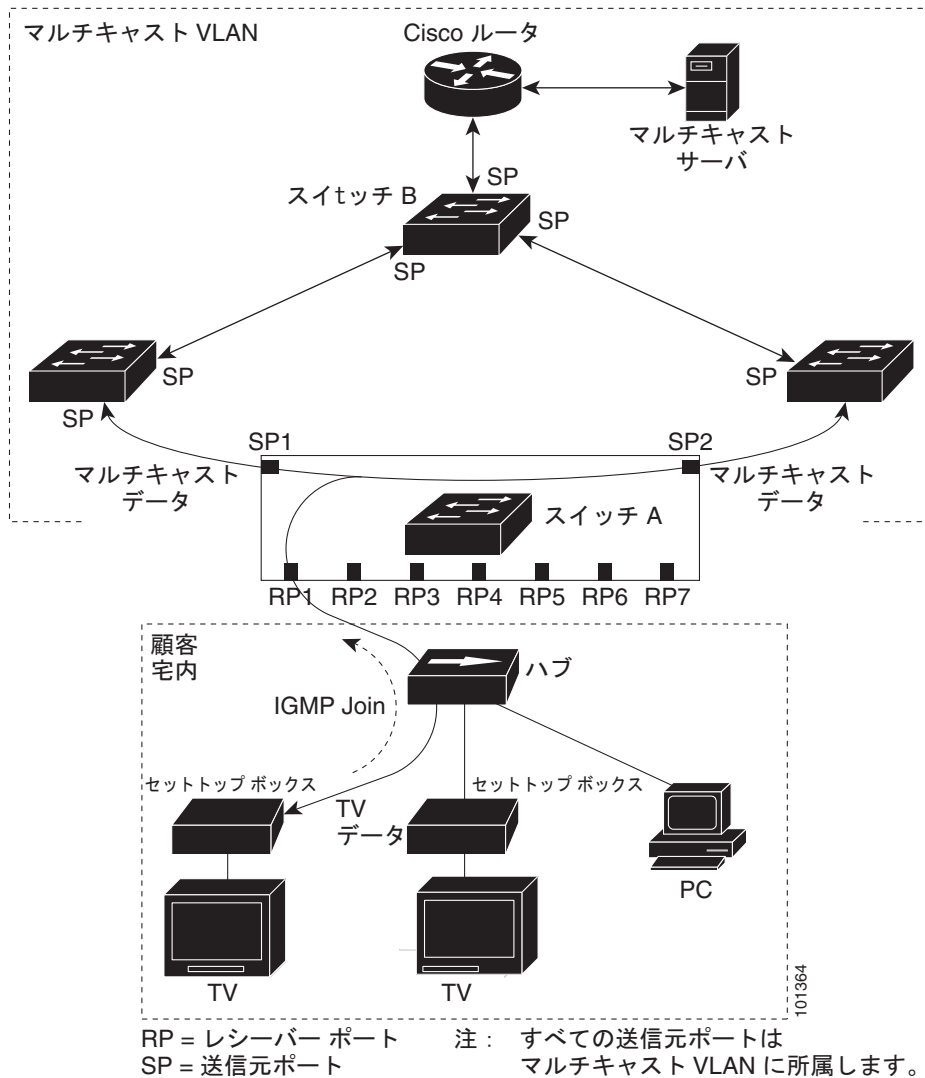 マルチキャスト VLAN
Cisco ルータ
マルチキャスト
サーバ
SP
スイtッチ B
SP
SP
SP
SP
SP
SP1
SP2
マルチキャスト
データ
マルチキャスト
データ
スイッチ A
RP1 RP2 RP3 RP4 RP5 RP6 RP7
顧客
宅内
ハブ
IGMP Join
セットトップ ボックス
セットトップ ボックス
TV
データ
PC
TV
TV
101364
RP = レシーバー ポート
SP = 送信元ポート
注 : すべての送信元ポートは
マルチキャスト VLAN に所属します。